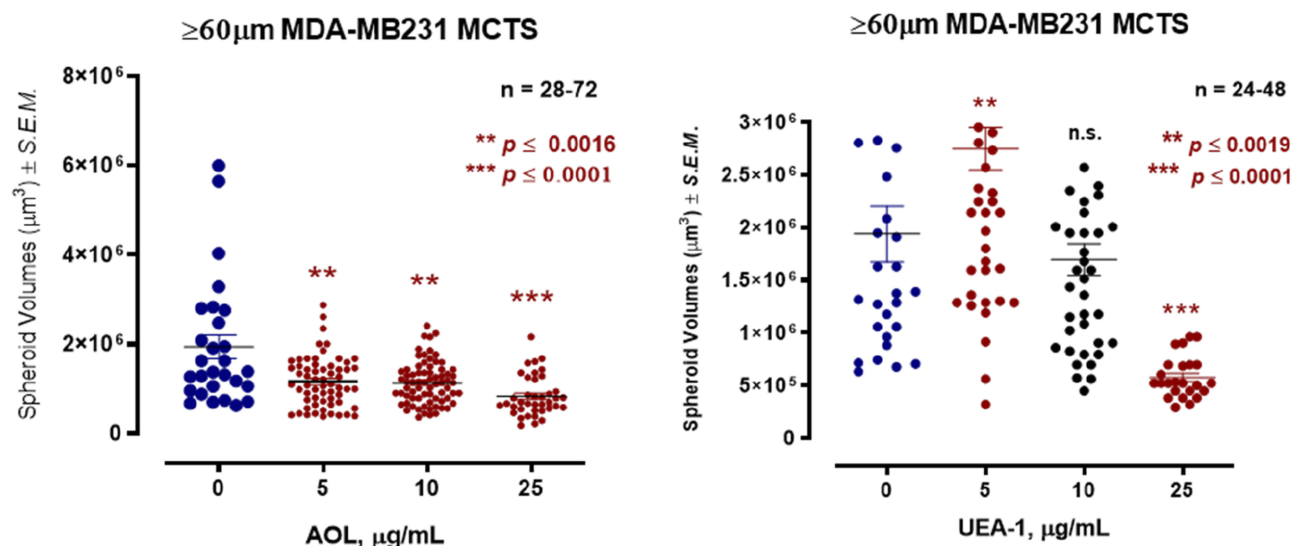 ≥60μm MDA-MB231 MCTS
Spheroid Volumes (μm³) ± S.E.M.
8×10⁶
6×10⁶
4×10⁶
2×10⁶
0
n = 28-72
** p ≤ 0.0016
*** p ≤ 0.0001
**
**
***
0 5 10 25
AOL, μg/mL
≥60μm MDA-MB231 MCTS
Spheroid Volumes (μm³) ± S.E.M.
3×10⁶
2.5×10⁶
2×10⁶
1.5×10⁶
1×10⁶
5×10⁵
0
n = 24-48
** p ≤ 0.0019
*** p ≤ 0.0001
**
n.s.
***
0 5 10 25
UEA-1, μg/mL